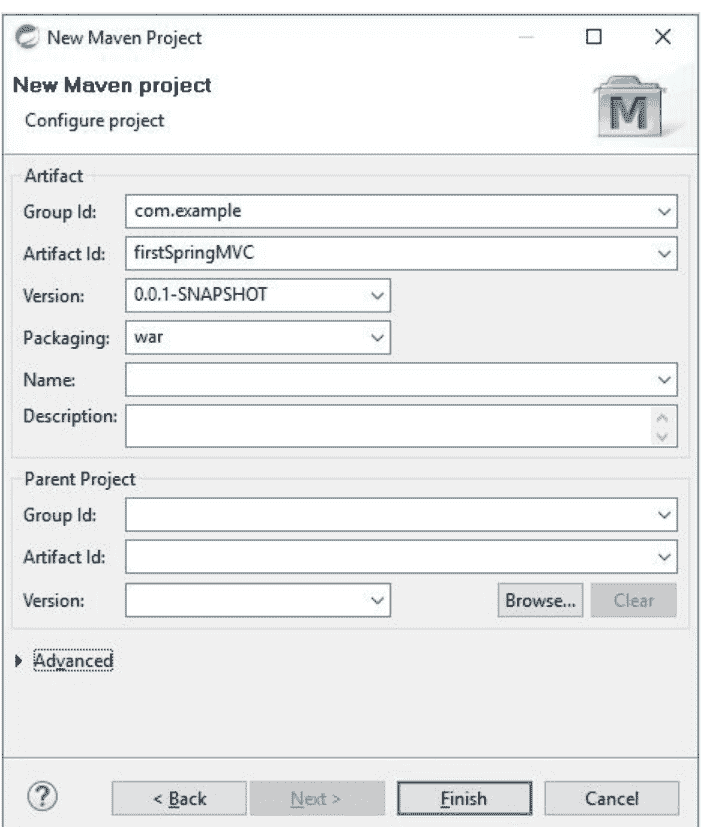 New Maven Project
New Maven project
Configure project
M
Artifact
Group Id: com.example
Artifact Id: firstSpringMVC
Version: 0.0.1-SNAPSHOT
Packaging: war
Name:
Description:
Parent Project
Group Id:
Artifact Id:
Version: Browse... Clear
Advanced
? < Back Next > Finish Cancel